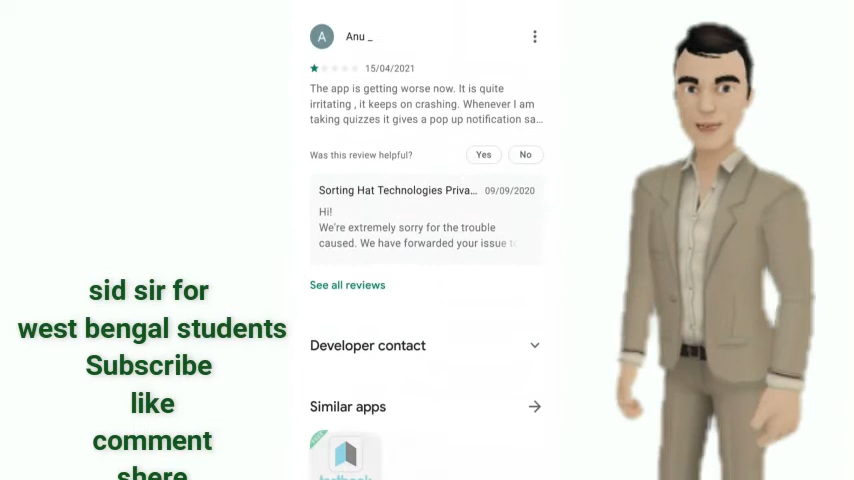 A
Anu _
15/04/2021
The app is getting worse now. It is quite
irritating , it keeps on crashing. Whenever I am
taking quizzes it gives a pop up notification sa...
Was this review helpful?
Yes
No
Sorting Hat Technologies Priva...
09/09/2020
Hi!
We're extremely sorry for the trouble
caused. We have forwarded your issue to
See all reviews
Developer contact
Similar apps
testbook
sid sir for
west bengal students
Subscribe
like
comment
shere